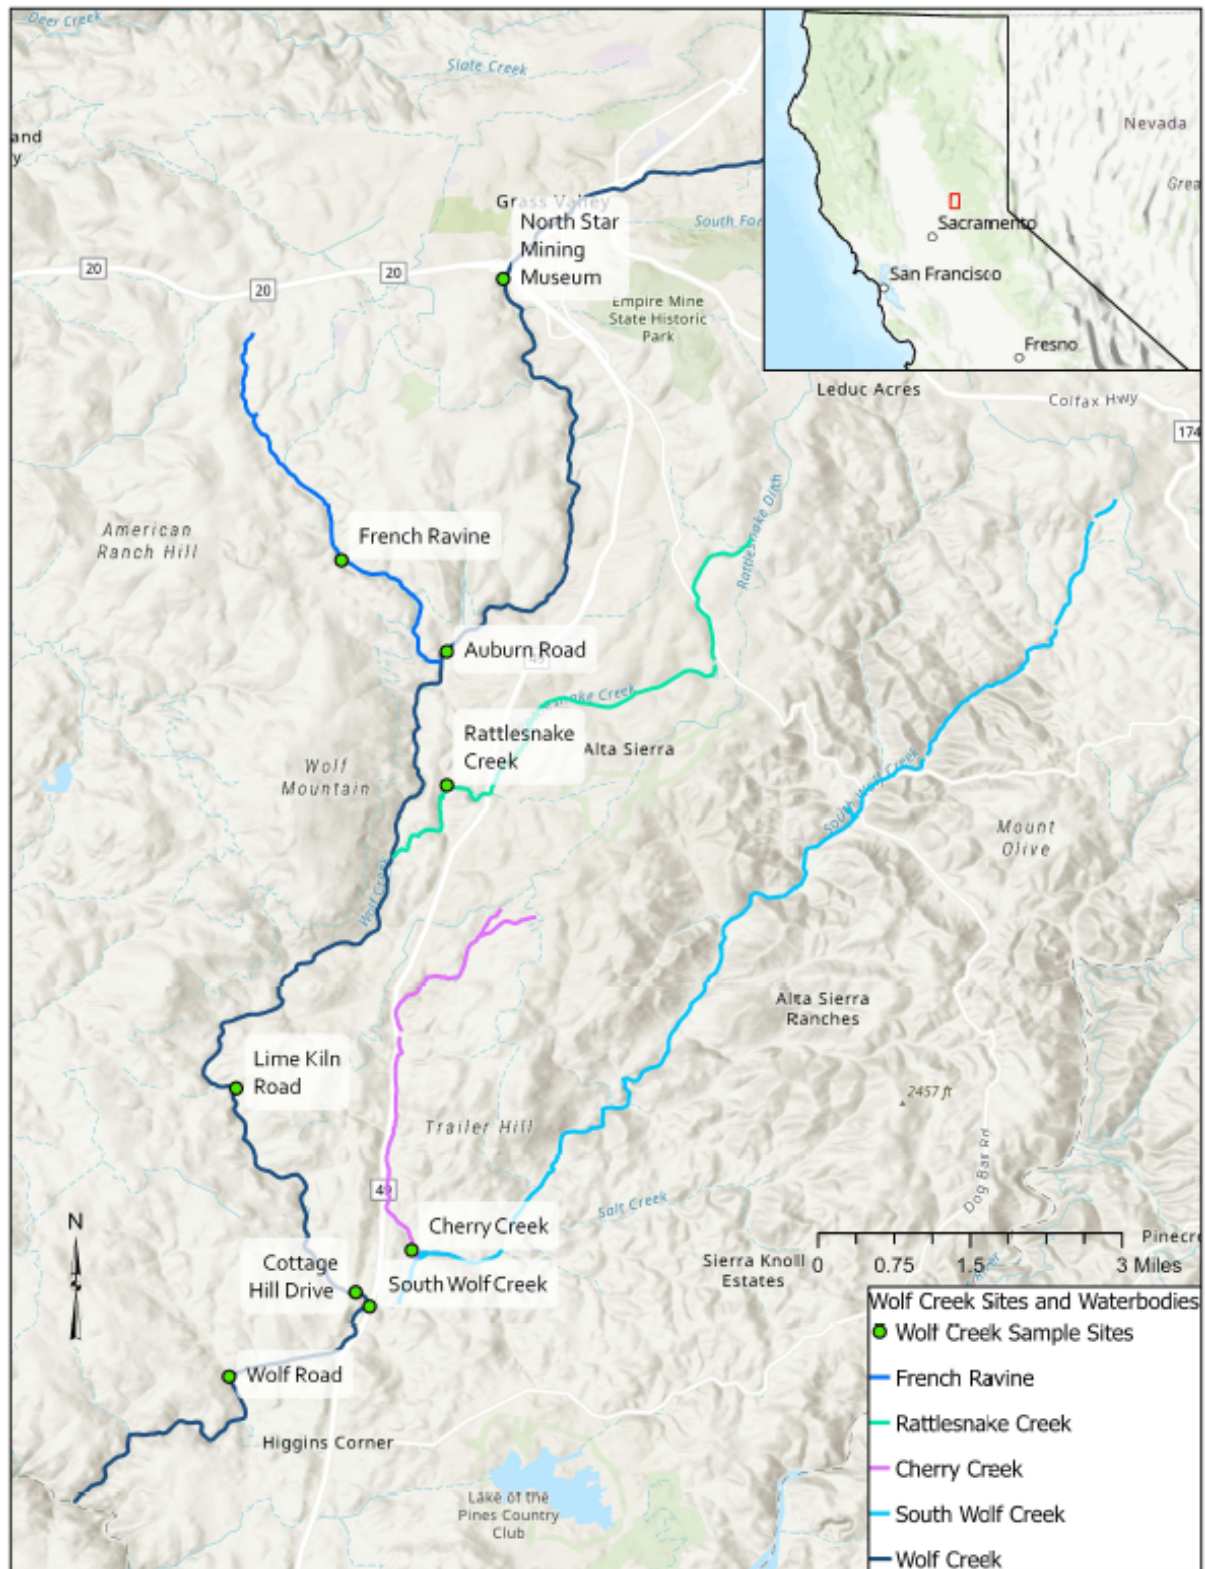 Deer Creek
Slate Creek
and
y
Nevada
Grea
Sacramento
San Francisco
Fresno
Grass Valley
North Star
Mining
Museum
South For
20
20
20
Empire Mine
State Historic
Park
Leduc Acres
Colfax Hwy
174
Rattlesnake Ditch
American
Ranch Hill
French Ravine
Auburn Road
49
snake Creek
Rattlesnake
Creek
Alta Sierra
Wolf
Mountain
South Wolf Creek
Mount
Olive
Wolf Creek
Alta Sierra
Ranches
Lime Kiln
Road
2457 ft
Trailer Hill
Dog Bar Rd
49
Salt Creek
Cherry Creek
Cottage
Hill Drive
South Wolf Creek
Sierra Knoll
Estates
Pinecro
N
0 0.75 1.5 3 Miles
Wolf Road
Higgins Corner
Lake of the
Pines Country
Club
Wolf Creek Sites and Waterbodies
Wolf Creek Sample Sites
French Ravine
Rattlesnake Creek
Cherry Creek
South Wolf Creek
Wolf Creek